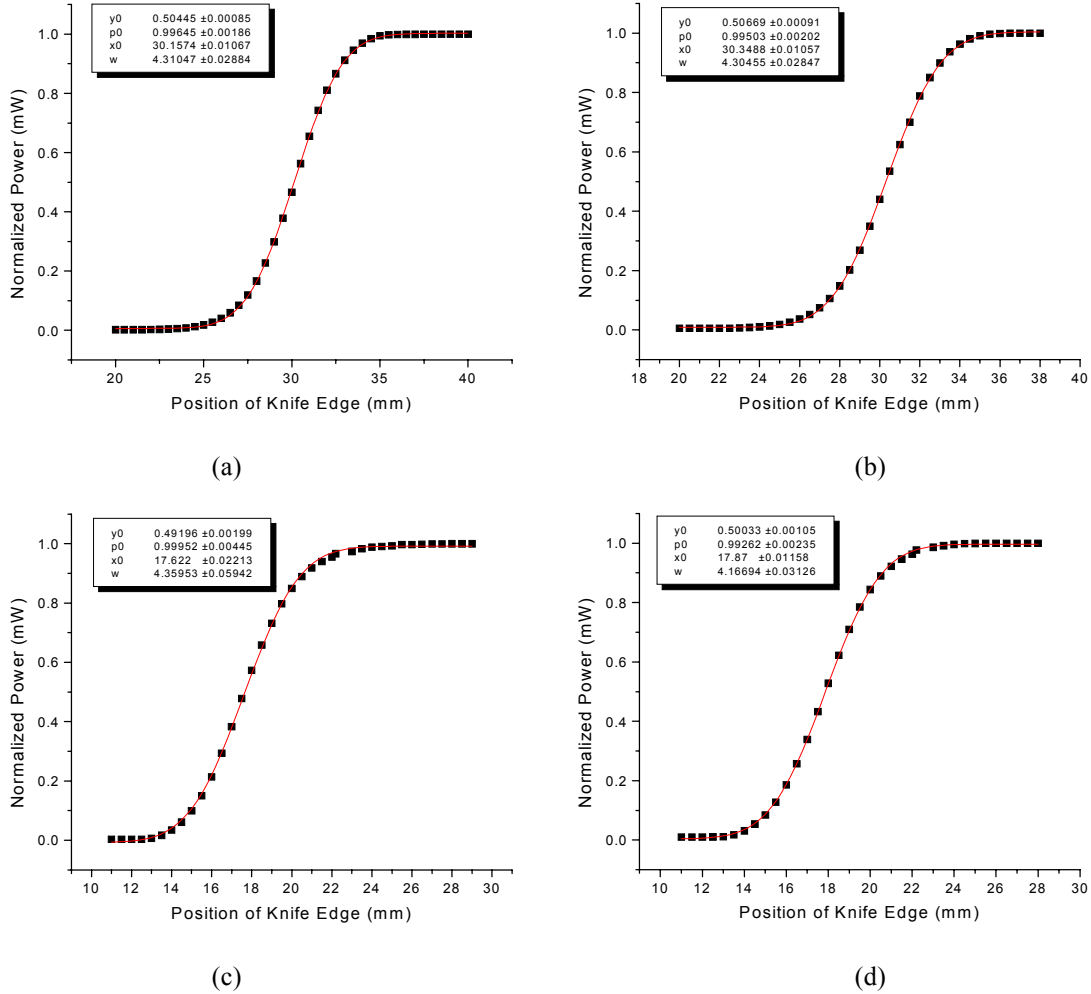 y0 0.50445 ±0.00085
p0 0.99645 ±0.00186
x0 30.1574 ±0.01067
w 4.31047 ±0.02884
1.0
0.8
0.6
0.4
0.2
0.0
Normalized Power (mW)
20 25 30 35 40
Position of Knife Edge (mm)
(a)
y0 0.50669 ±0.00091
p0 0.99503 ±0.00202
x0 30.3488 ±0.01057
w 4.30455 ±0.02847
1.0
0.8
0.6
0.4
0.2
0.0
Normalized Power (mW)
18 20 22 24 26 28 30 32 34 36 38 40
Position of Knife Edge (mm)
(b)
y0 0.49196 ±0.00199
p0 0.99952 ±0.00445
x0 17.622 ±0.02213
w 4.35953 ±0.05942
1.0
0.8
0.6
0.4
0.2
0.0
Normalized Power (mW)
10 12 14 16 18 20 22 24 26 28 30
Position of Knife Edge (mm)
(c)
y0 0.50033 ±0.00105
p0 0.99262 ±0.00235
x0 17.87 ±0.01158
w 4.16694 ±0.03126
1.0
0.8
0.6
0.4
0.2
0.0
Normalized Power (mW)
10 12 14 16 18 20 22 24 26 28 30
Position of Knife Edge (mm)
(d)